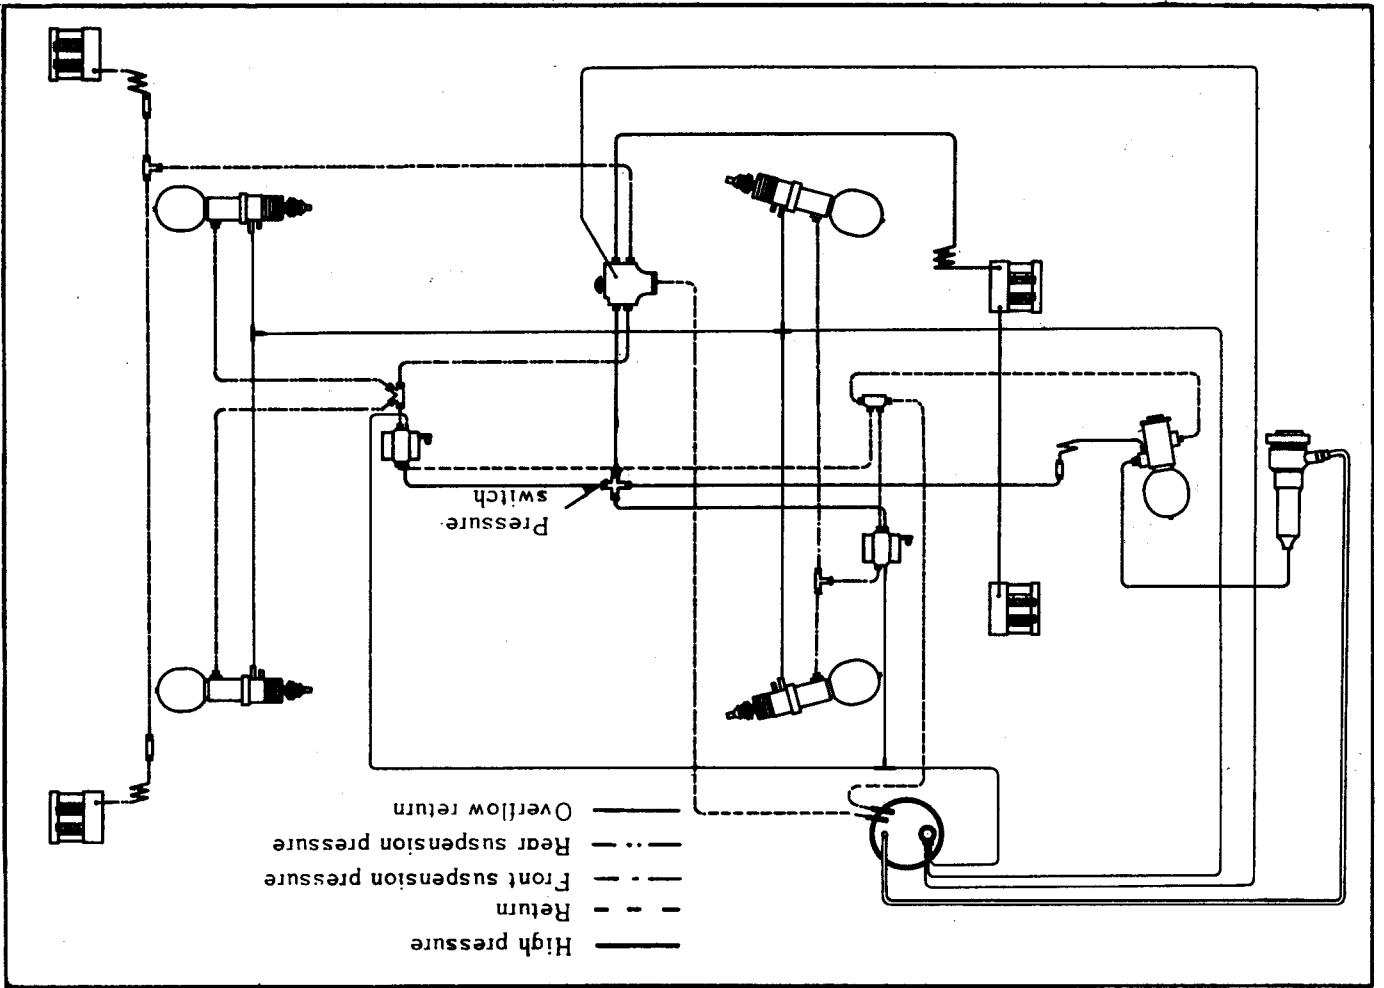 High pressure
Return
Front suspension pressure
Rear suspension pressure
Overflow return
Pressure
switch